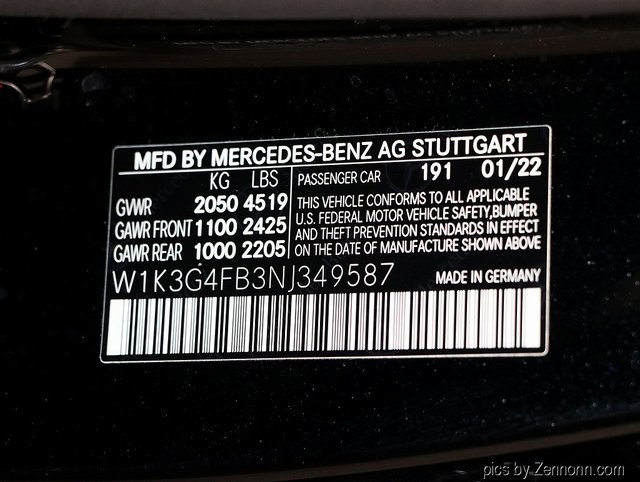 MFD BY MERCEDES-BENZ AG STUTTGART
KG LBS
GVWR 2050 4519
GAWR FRONT 1100 2425
GAWR REAR 1000 2205
PASSENGER CAR 191 01/22
THIS VEHICLE CONFORMS TO ALL APPLICABLE
U.S. FEDERAL MOTOR VEHICLE SAFETY,BUMPER
AND THEFT PREVENTION STANDARDS IN EFFECT
ON THE DATE OF MANUFACTURE SHOWN ABOVE
W1K3G4FB3NJ349587 MADE IN GERMANY
pics by Zennonn.com